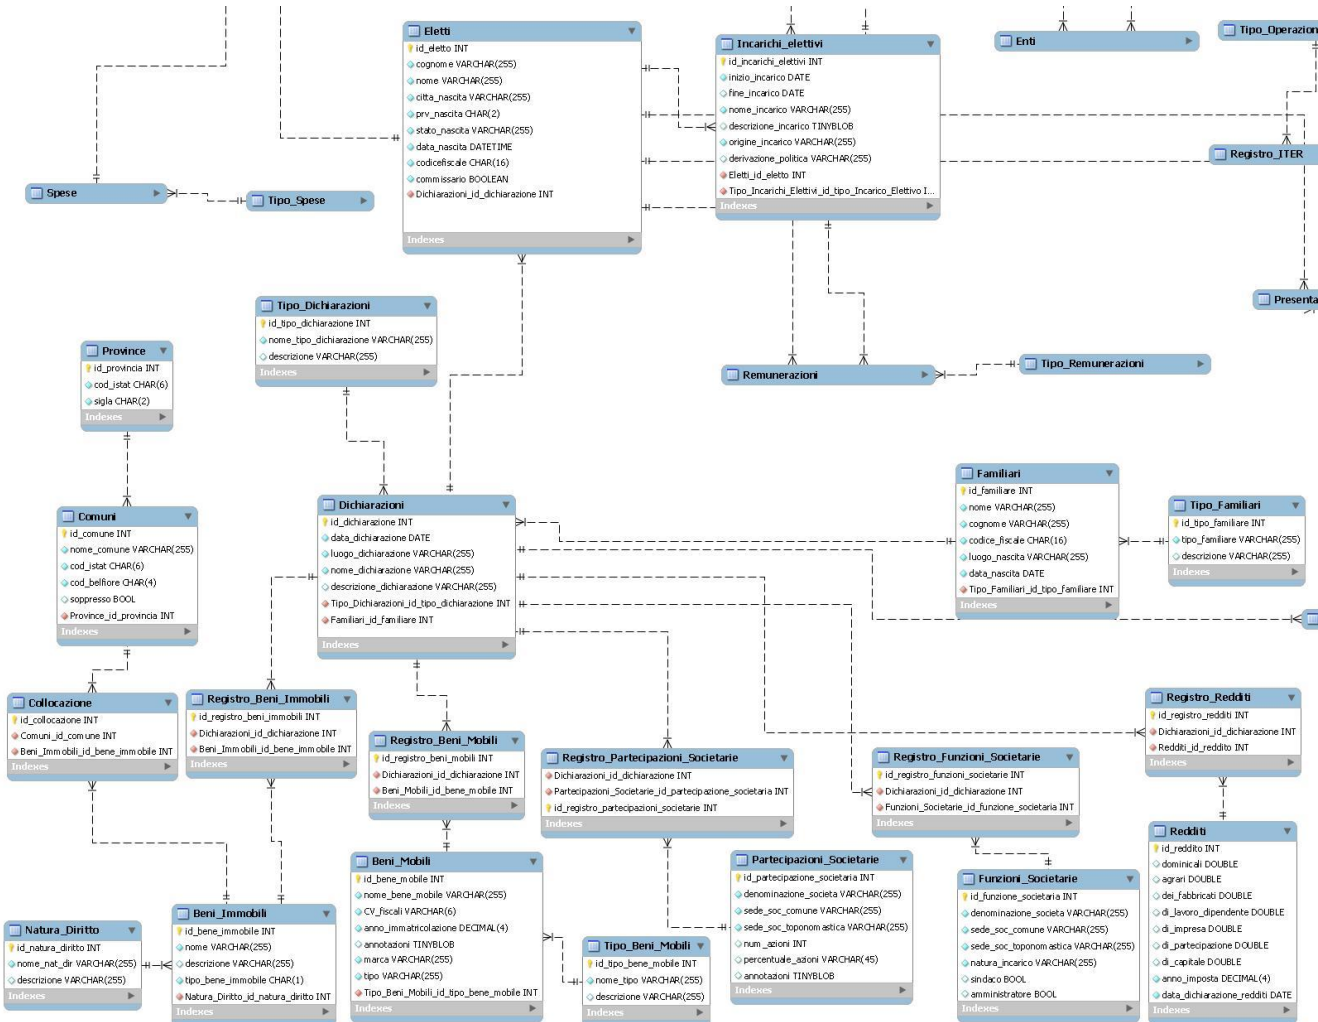 Eletti
id_eletto INT
cognome VARCHAR(255)
nome VARCHAR(255)
citta_nascita VARCHAR(255)
prv_nascita CHAR(2)
stato_nascita VARCHAR(255)
data_nascita DATETIME
codicefiscale CHAR(16)
commissario BOOLEAN
Dichiarazioni_id_dichiarazione INT
Indexes
Incarichi_elettivi
id_incarichi_elettivi INT
inizio_incarico DATE
fine_incarico DATE
nome_incarico VARCHAR(255)
descrizione_incarico TINYBLOB
origine_incarico VARCHAR(255)
derivazione_politica VARCHAR(255)
Eletti_id_eletto INT
Tipo_Incarichi_Elettivi_id_tipo_Incarico_Elettivo I...
Indexes
Enti
Tipo_Operazion
Registro_ITER
Spese
Tipo_Spese
Presenta
Tipo_Dichiarazioni
id_tipo_dichiarazione INT
nome_tipo_dichiarazione VARCHAR(255)
descrizione VARCHAR(255)
Indexes
Province
id_provincia INT
cod_istat CHAR(6)
sigla CHAR(2)
Indexes
Remunerazioni
Tipo_Remunerazioni
Comuni
id_comune INT
nome_comune VARCHAR(255)
cod_istat CHAR(6)
cod_belfiore CHAR(4)
soppresso BOOL
Province_id_provincia INT
Indexes
Dichiarazioni
id_dichiarazione INT
data_dichiarazione DATE
luogo_dichiarazione VARCHAR(255)
nome_dichiarazione VARCHAR(255)
descrizione_dichiarazione VARCHAR(255)
Tipo_Dichiarazioni_id_tipo_dichiarazione INT
Familiari_id_familiare INT
Indexes
Familiari
id_familiare INT
nome VARCHAR(255)
cognome VARCHAR(255)
codice_fiscale CHAR(16)
luogo_nascita VARCHAR(255)
data_nascita DATE
Tipo_Familiari_id_tipo_familiare INT
Indexes
Tipo_Familiari
id_tipo_familiare INT
tipo_familiare VARCHAR(255)
descrizione VARCHAR(255)
Indexes
Collocazione
id_collocazione INT
Comuni_id_comune INT
Beni_Immobili_id_bene_immobile INT
Indexes
Registro_Beni_Immobili
id_registro_beni_immobili INT
Dichiarazioni_id_dichiarazione INT
Beni_Immobili_id_bene_immobile INT
Indexes
Registro_Beni_Mobili
id_registro_beni_mobili INT
Dichiarazioni_id_dichiarazione INT
Beni_Mobili_id_bene_mobile INT
Indexes
Registro_Partecipazioni_Societarie
Dichiarazioni_id_dichiarazione INT
Partecipazioni_Societarie_id_partecipazione_societaria INT
id_registro_partecipazioni_societarie INT
Indexes
Registro_Funzioni_Societarie
id_registro_funzioni_societarie INT
Dichiarazioni_id_dichiarazione INT
Funzioni_Societarie_id_funzione_societaria INT
Indexes
Registro_Redditi
id_registro_redditi INT
Dichiarazioni_id_dichiarazione INT
Redditi_id_reddito INT
Indexes
Natura_Diritto
id_natura_diritto INT
nome_nat_dir VARCHAR(255)
descrizione VARCHAR(255)
Indexes
Beni_Immobili
id_bene_immobile INT
nome VARCHAR(255)
descrizione VARCHAR(255)
tipo_bene_immobile CHAR(1)
Natura_Diritto_id_natura_diritto INT
Indexes
Beni_Mobili
id_bene_mobile INT
nome_bene_mobile VARCHAR(255)
CV_fiscali VARCHAR(6)
anno_immatricolazione DECIMAL(4)
annotazioni TINYBLOB
marca VARCHAR(255)
tipo VARCHAR(255)
Tipo_Beni_Mobili_id_tipo_bene_mobile INT
Indexes
Tipo_Beni_Mobili
id_tipo_bene_mobile INT
nome_tipo VARCHAR(255)
descrizione VARCHAR(255)
Indexes
Partecipazioni_Societarie
id_partecipazione_societaria INT
denominazione_societa VARCHAR(255)
sede_soc_comune VARCHAR(255)
sede_soc_toponomastica VARCHAR(255)
num_azioni INT
percentuale_azioni VARCHAR(45)
annotazioni TINYBLOB
Indexes
Funzioni_Societarie
id_funzione_societaria INT
denominazione_societa VARCHAR(255)
sede_soc_comune VARCHAR(255)
sede_soc_toponomastica VARCHAR(255)
natura_incarico VARCHAR(255)
sindaco BOOL
amministratore BOOL
Indexes
Redditi
id_reddito INT
dominicali DOUBLE
agrari DOUBLE
dei_fabbricati DOUBLE
di_lavoro_dipendente DOUBLE
di_impresa DOUBLE
di_partecipazione DOUBLE
di_capitale DOUBLE
anno_imposta DECIMAL(4)
data_dichiarazione_redditi DATE
Indexes